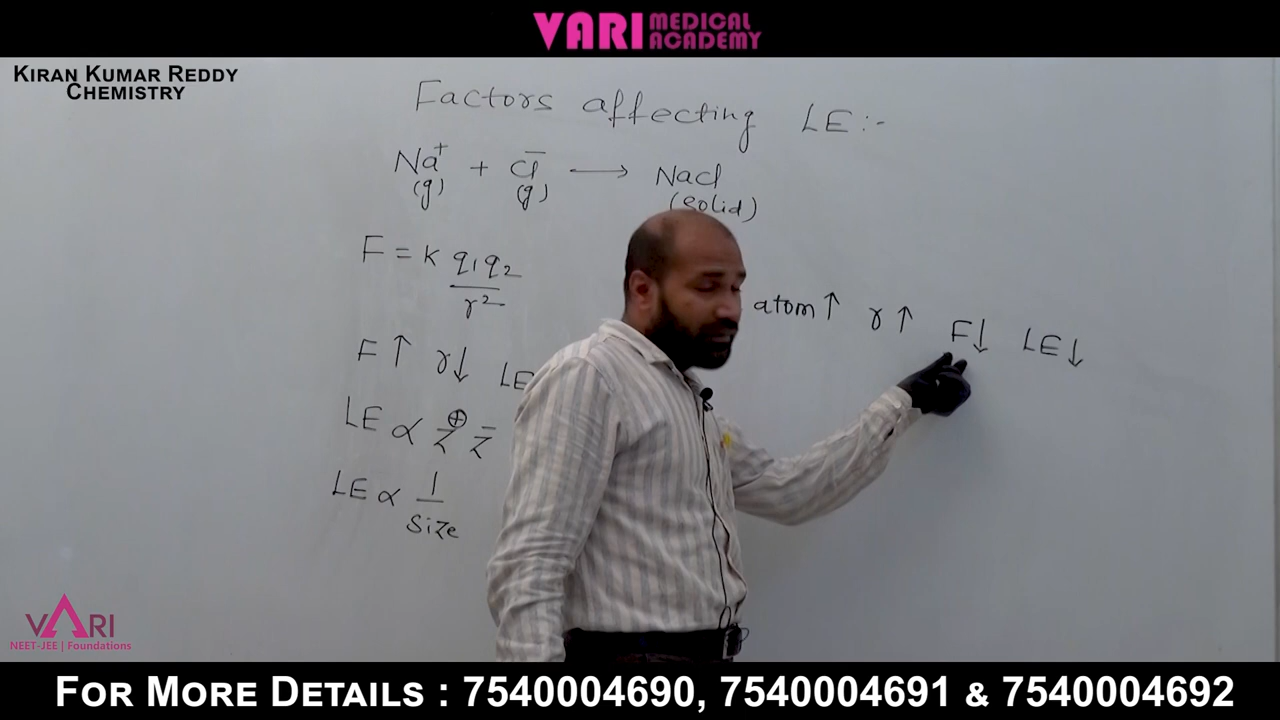 VARI MEDICAL ACADEMY
KIRAN KUMAR REDDY
CHEMISTRY
Factors affecting LE :-
Na⁺ + Cl⁻ ⟶ NaCl
(g) (g) (solid)
F = K q₁q₂ / r²
atom ↑ r ↑ F↓ LE↓
F ↑ r↓ LE
LE ∝ Z⊕ Z⁻
LE ∝ 1 / Size
VARI
NEET-JEE | Foundations
FOR MORE DETAILS : 7540004690, 7540004691 & 7540004692